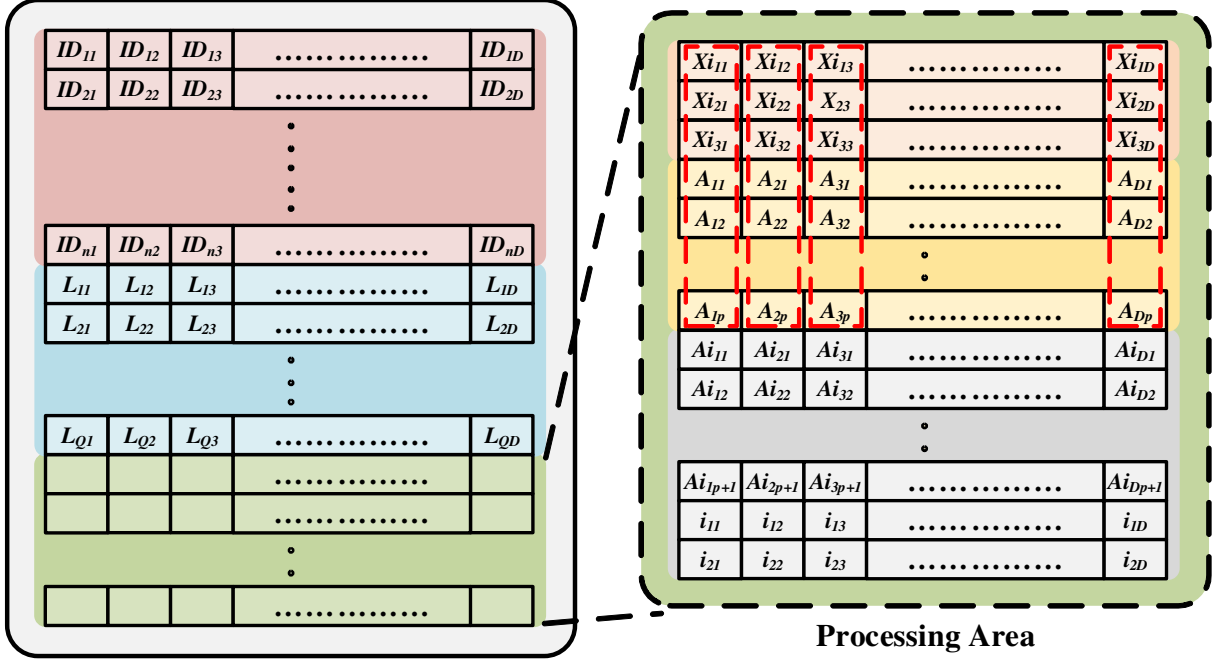 ID11 ID12 ID13 ............... ID1D
ID21 ID22 ID23 ............... ID2D
IDn1 IDn2 IDn3 ............... IDnD
L11 L12 L13 ............... L1D
L21 L22 L23 ............... L2D
LQ1 LQ2 LQ3 ............... LQD
...............
...............
...............
Xi11 Xi12 Xi13 ............... Xi1D
Xi21 Xi22 X23 ............... Xi2D
Xi31 Xi32 Xi33 ............... Xi3D
A11 A21 A31 ............... AD1
A12 A22 A32 ............... AD2
A1p A2p A3p ............... ADp
Ai11 Ai21 Ai31 ............... AiD1
Ai12 Ai22 Ai32 ............... AiD2
Ai1p+1 Ai2p+1 Ai3p+1 ............... AiDp+1
i11 i12 i13 ............... i1D
i21 i22 i23 ............... i2D
Processing Area